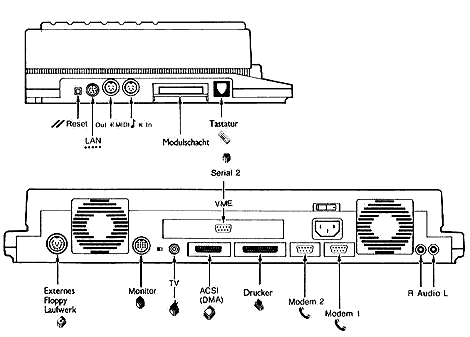 Reset
LAN
Out MIDI In
Modulschacht
Tastatur
Serial 2
VME
Externes
Floppy
Laufwerk
Monitor
TV
ACSI
(DMA)
Drucker
Modem 2
Modem 1
R Audio L